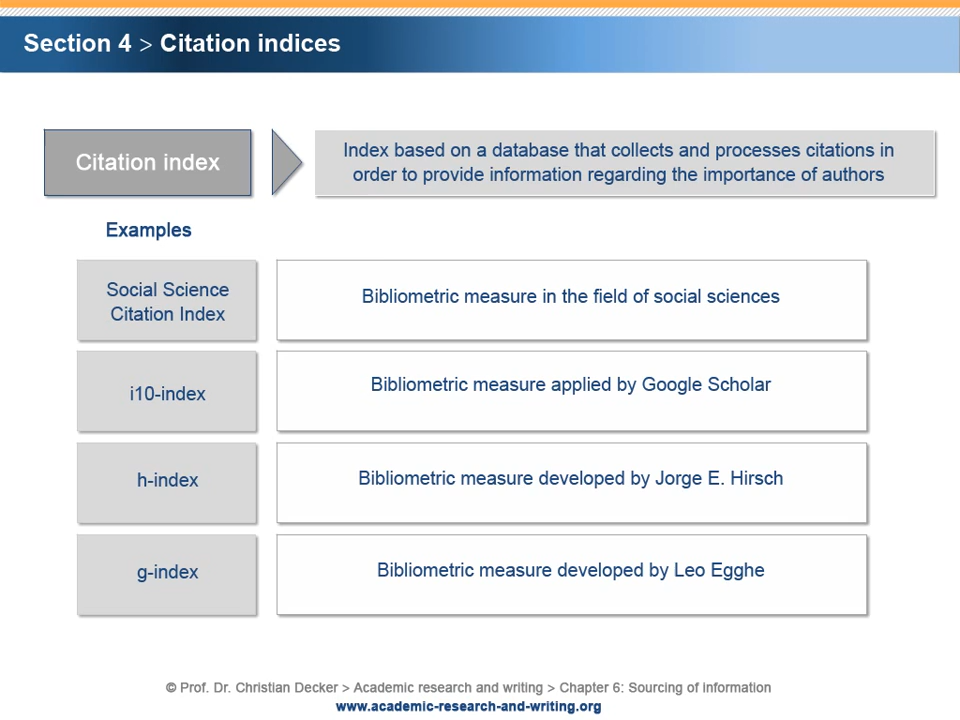 Section 4 > Citation indices
Citation index
Index based on a database that collects and processes citations in
order to provide information regarding the importance of authors
Examples
Social Science
Citation Index
Bibliometric measure in the field of social sciences
i10-index
Bibliometric measure applied by Google Scholar
h-index
Bibliometric measure developed by Jorge E. Hirsch
g-index
Bibliometric measure developed by Leo Egghe
© Prof. Dr. Christian Decker > Academic research and writing > Chapter 6: Sourcing of information
www.academic-research-and-writing.org